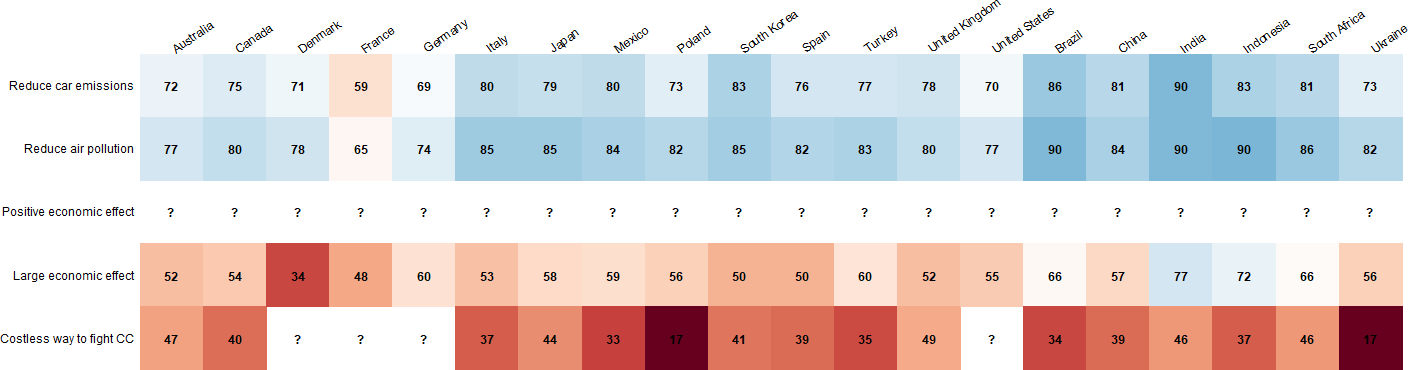 Australia Canada Denmark France Germany Italy Japan Mexico Poland South Korea Spain Turkey United Kingdom United States Brazil China India Indonesia South Africa Ukraine
Reduce car emissions 72 75 71 59 69 80 79 80 73 83 76 77 78 70 86 81 90 83 81 73
Reduce air pollution 77 80 78 65 74 85 85 84 82 85 82 83 80 77 90 84 90 90 86 82
Positive economic effect ? ? ? ? ? ? ? ? ? ? ? ? ? ? ? ? ? ? ? ?
Large economic effect 52 54 34 48 60 53 58 59 56 50 50 60 52 55 66 57 77 72 66 56
Costless way to fight CC 47 40 ? ? ? 37 44 33 17 41 39 35 49 ? 34 39 46 37 46 17